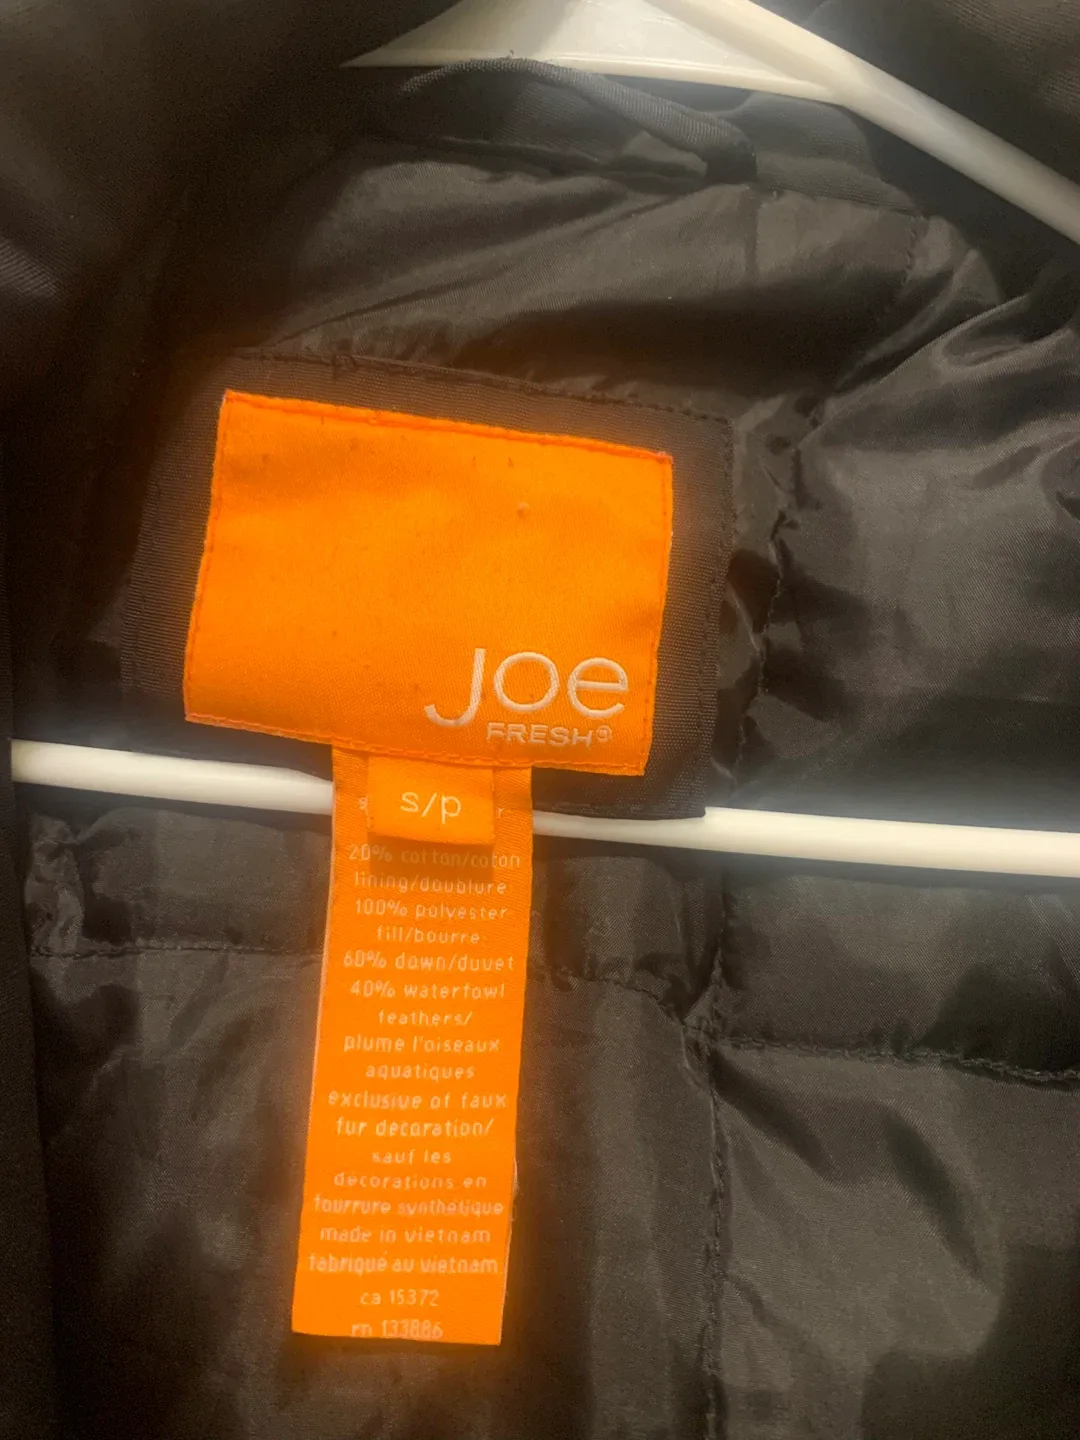 Joe
FRESH®
s/p
20% cotton/coton
lining/doublure
100% polyester
fill/bourre
60% down/duvet
40% waterfowl
feathers/
plume l'oiseaux
aquatiques
exclusive of faux
fur decoration/
sauf les
décorations en
fourrure synthétique
made in vietnam
fabriqué au vietnam
ca 15372
rn 133886